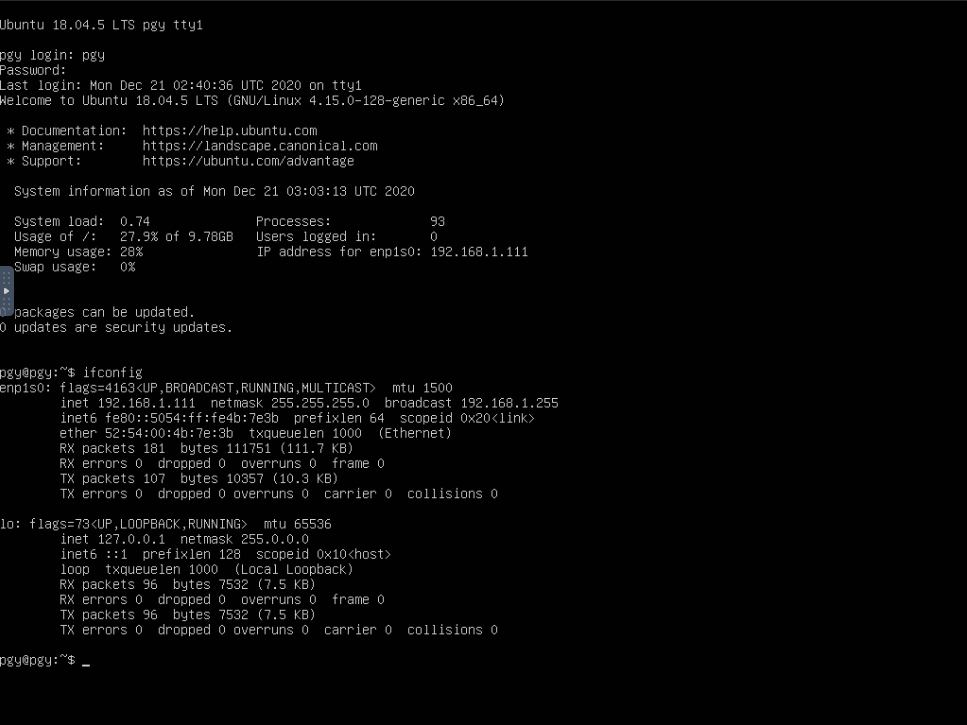 Ubuntu 18.04.5 LTS pgy tty1
pgy login: pgy
Password:
Last login: Mon Dec 21 02:40:36 UTC 2020 on tty1
Welcome to Ubuntu 18.04.5 LTS (GNU/Linux 4.15.0-128-generic x86_64)
 * Documentation:  https://help.ubuntu.com
 * Management:     https://landscape.canonical.com
 * Support:        https://ubuntu.com/advantage
  System information as of Mon Dec 21 03:03:13 UTC 2020
  System load:  0.74              Processes:             93
  Usage of /:   27.9% of 9.78GB   Users logged in:       0
  Memory usage: 28%               IP address for enp1s0: 192.168.1.111
  Swap usage:   0%
0 packages can be updated.
0 updates are security updates.
pgy@pgy:~$ ifconfig
enp1s0: flags=4163<UP,BROADCAST,RUNNING,MULTICAST>  mtu 1500
        inet 192.168.1.111  netmask 255.255.255.0  broadcast 192.168.1.255
        inet6 fe80::5054:ff:fe4b:7e3b  prefixlen 64  scopeid 0x20<link>
        ether 52:54:00:4b:7e:3b  txqueuelen 1000  (Ethernet)
        RX packets 181  bytes 111751 (111.7 KB)
        RX errors 0  dropped 0  overruns 0  frame 0
        TX packets 107  bytes 10357 (10.3 KB)
        TX errors 0  dropped 0 overruns 0  carrier 0  collisions 0
lo: flags=73<UP,LOOPBACK,RUNNING>  mtu 65536
        inet 127.0.0.1  netmask 255.0.0.0
        inet6 ::1  prefixlen 128  scopeid 0x10<host>
        loop  txqueuelen 1000  (Local Loopback)
        RX packets 96  bytes 7532 (7.5 KB)
        RX errors 0  dropped 0  overruns 0  frame 0
        TX packets 96  bytes 7532 (7.5 KB)
        TX errors 0  dropped 0 overruns 0  carrier 0  collisions 0
pgy@pgy:~$ _